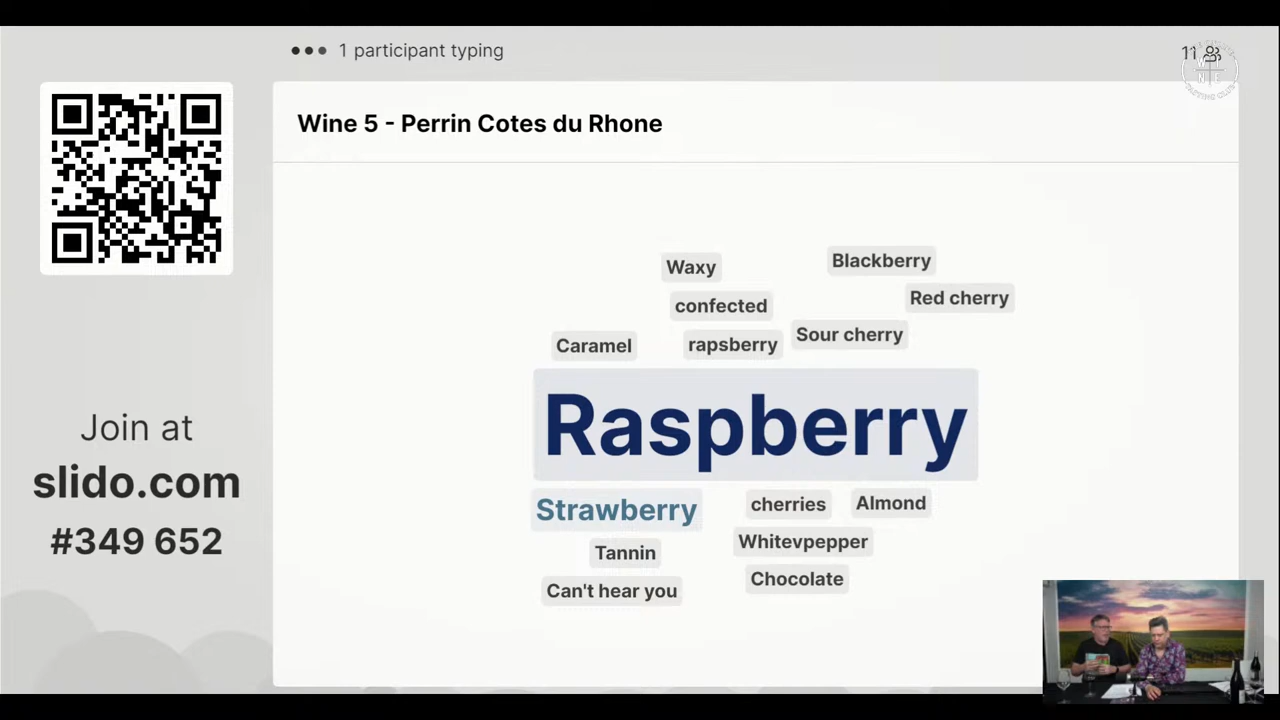 1 participant typing
11
Wine 5 - Perrin Cotes du Rhone
Waxy
Blackberry
confected
Red cherry
Caramel
rapsberry
Sour cherry
Raspberry
Strawberry
cherries
Almond
Tannin
Whitevpepper
Can't hear you
Chocolate
Join at
slido.com
#349 652